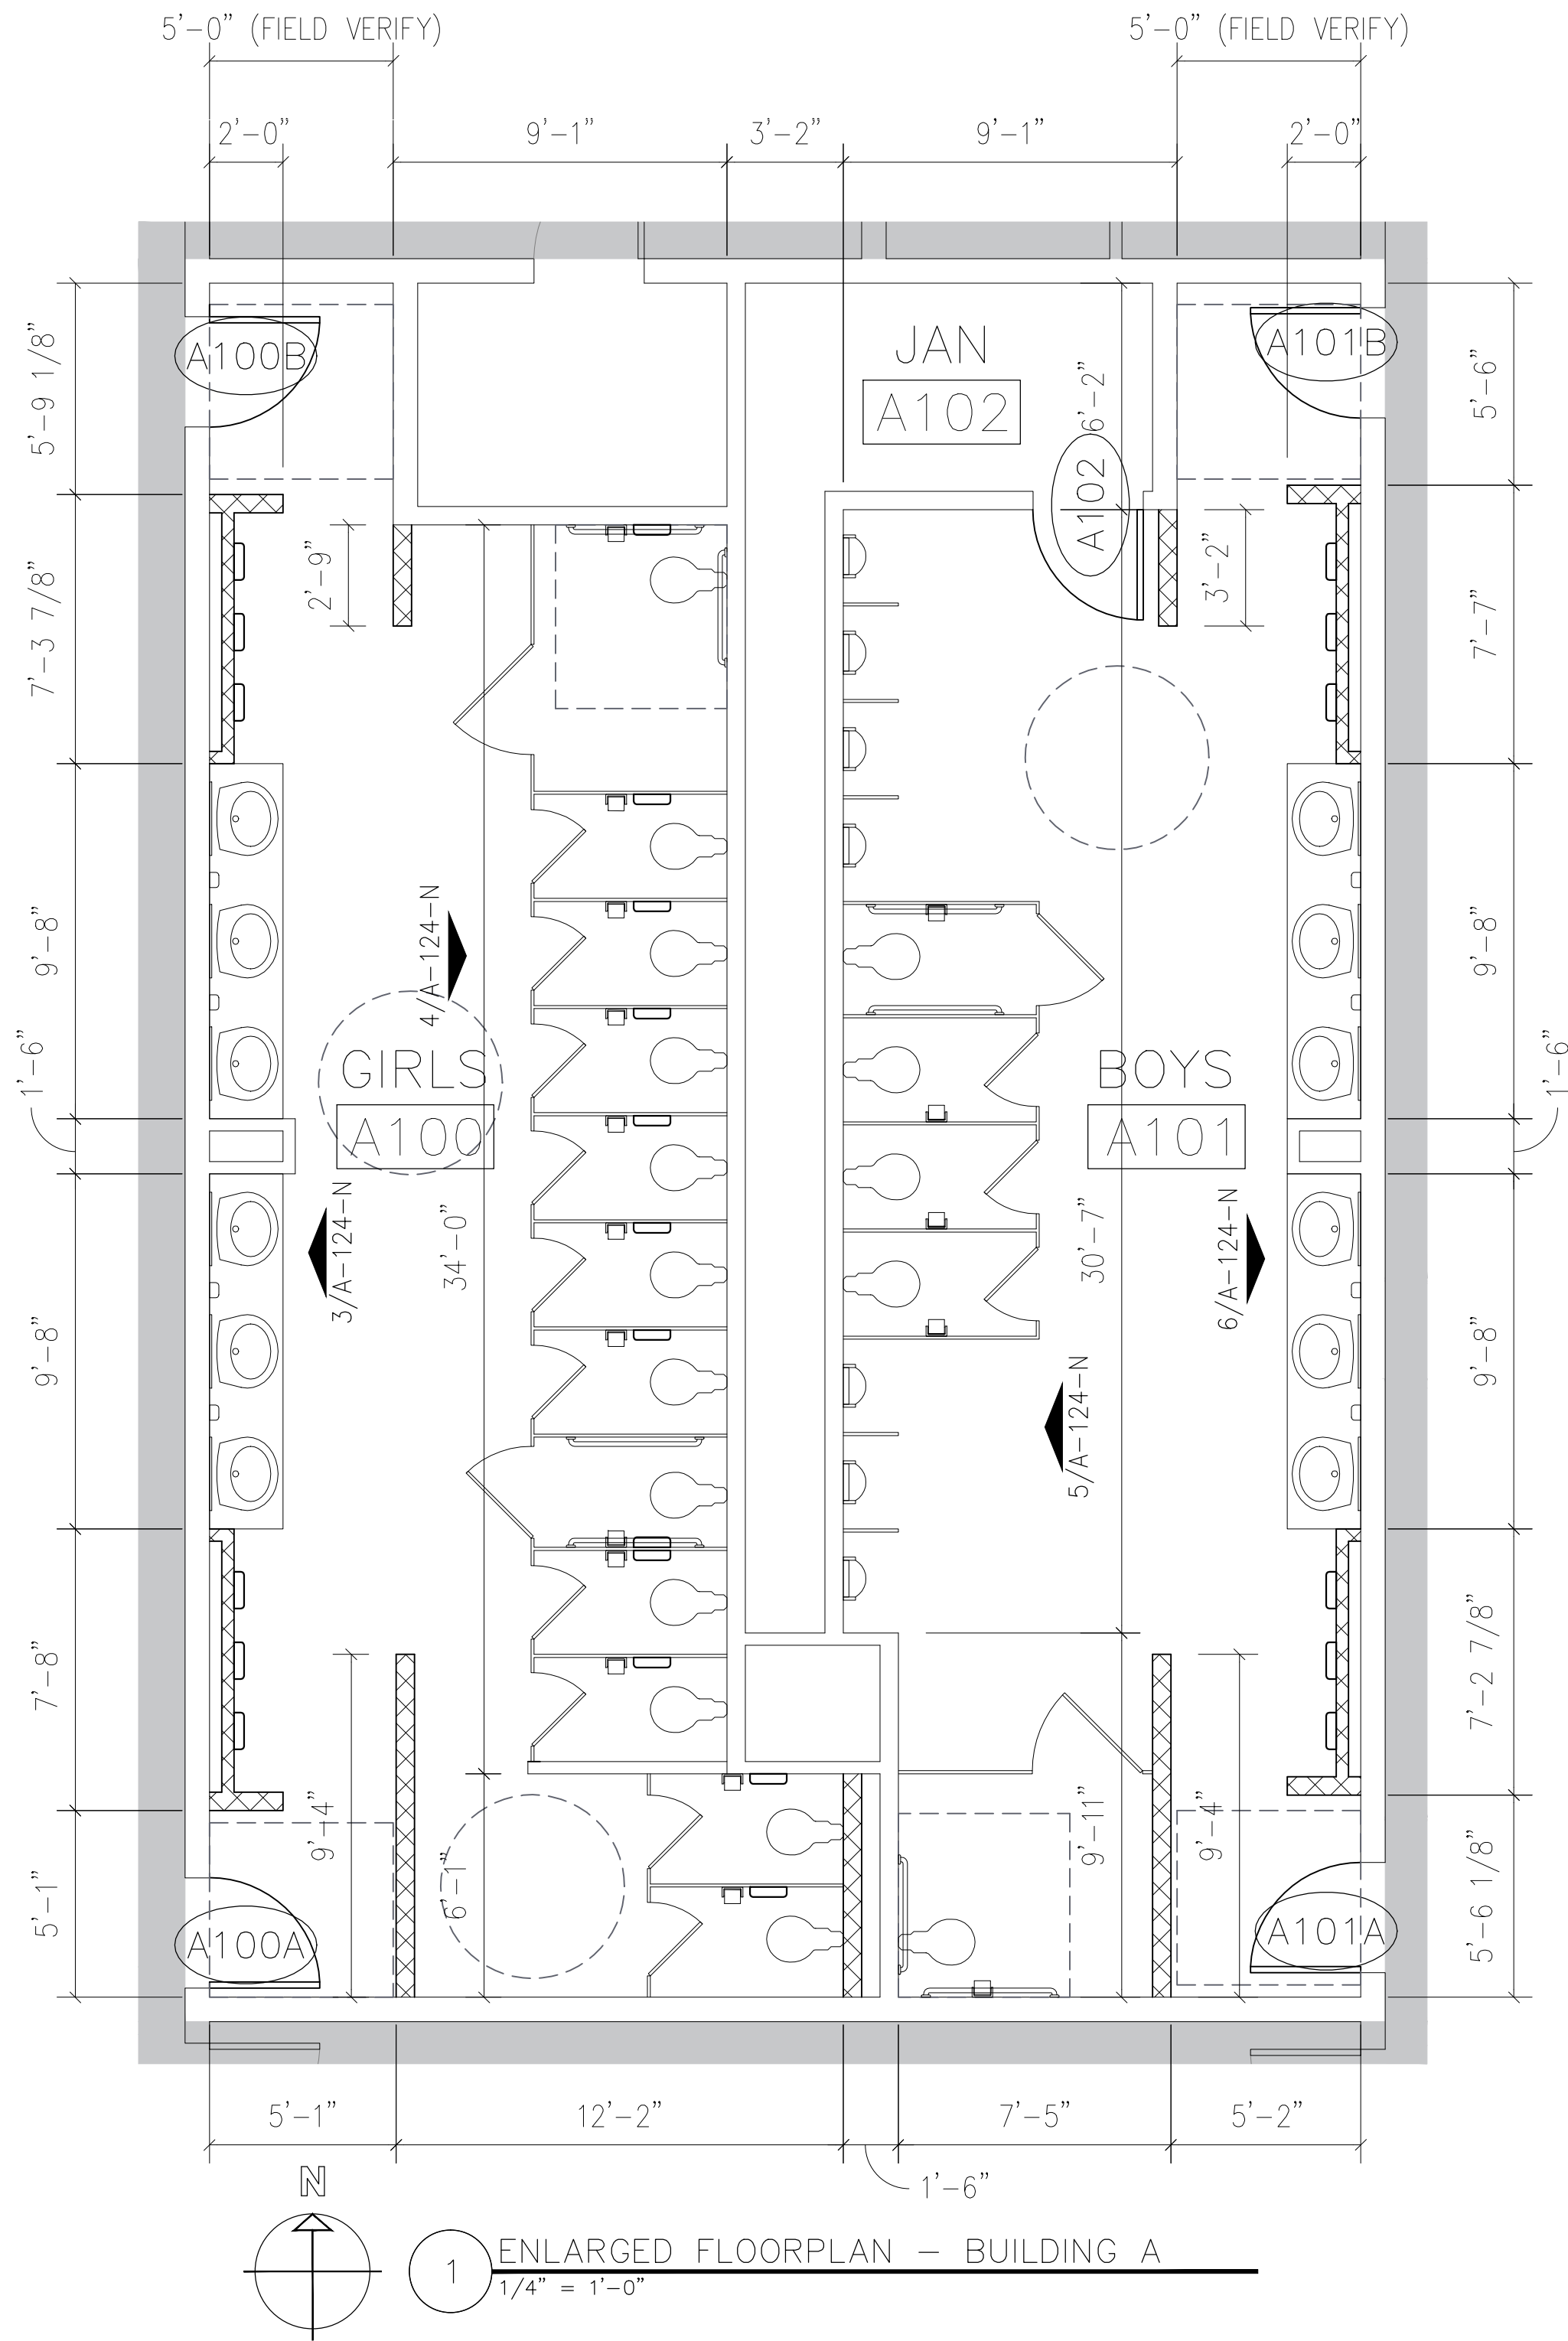 5'-0" (FIELD VERIFY)
5'-0" (FIELD VERIFY)
2'-0"
9'-1"
3'-2"
9'-1"
2'-0"
5'-9 1/8"
7'-3 7/8"
9'-8"
1'-6"
9'-8"
7'-8"
5'-1"
A100B
JAN
A102
6'-2"
A102
A101B
2'-9"
3'-2"
4/A-124-N
GIRLS
A100
3/A-124-N
34'-0"
BOYS
A101
30'-7"
6/A-124-N
5/A-124-N
9'-4"
6'-1"
9'-11"
9'-4"
A100A
A101A
5'-6"
7'-7"
9'-8"
1'-6"
9'-8"
7'-2 7/8"
5'-6 1/8"
5'-1"
12'-2"
7'-5"
5'-2"
1'-6"
N
1
ENLARGED FLOORPLAN - BUILDING A
1/4" = 1'-0"